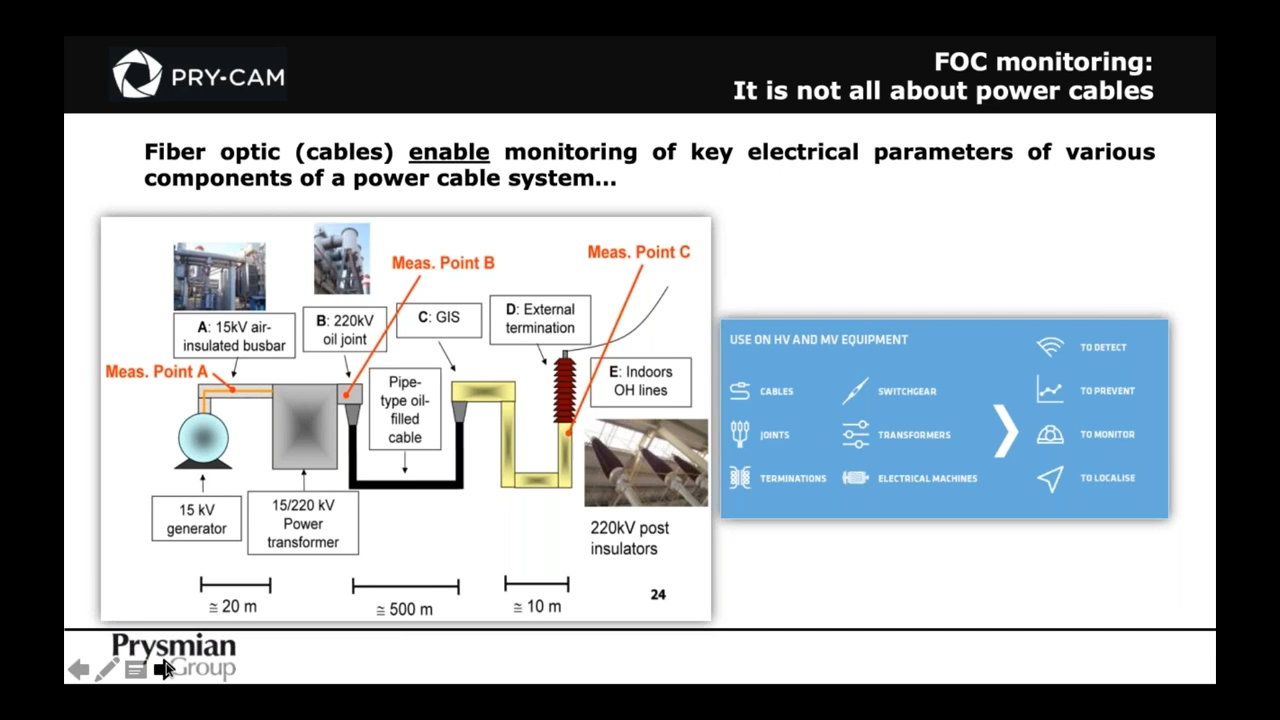 PRY-CAM
FOC monitoring:
It is not all about power cables
Fiber optic (cables) enable monitoring of key electrical parameters of various
components of a power cable system...
Meas. Point C
Meas. Point B
A: 15kV air-
insulated busbar
B: 220kV
oil joint
C: GIS
D: External
termination
Meas. Point A
Pipe-
type oil-
filled
cable
E: Indoors
OH lines
15 kV
generator
15/220 kV
Power
transformer
220kV post
insulators
≅ 20 m
≅ 500 m
≅ 10 m
24
USE ON HV AND MV EQUIPMENT
CABLES
SWITCHGEAR
JOINTS
TRANSFORMERS
TERMINATIONS
ELECTRICAL MACHINES
TO DETECT
TO PREVENT
TO MONITOR
TO LOCALISE
Prysmian
Group